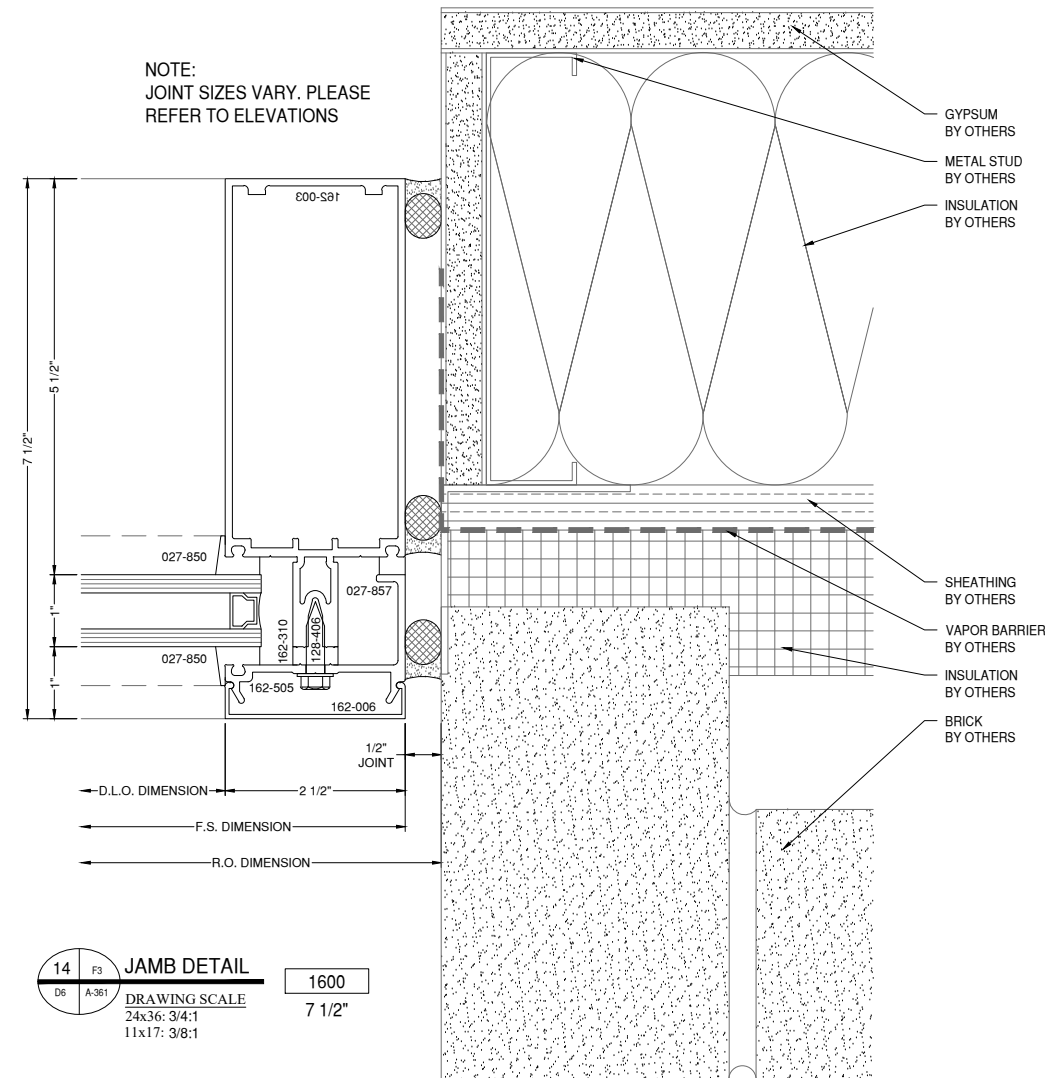 NOTE:
JOINT SIZES VARY. PLEASE
REFER TO ELEVATIONS
GYPSUM
BY OTHERS
METAL STUD
BY OTHERS
INSULATION
BY OTHERS
162-003
5 1/2"
7 1/2"
027-850
027-857
1"
162-310
128-406
027-850
1"
162-505
162-006
SHEATHING
BY OTHERS
VAPOR BARRIER
BY OTHERS
INSULATION
BY OTHERS
BRICK
BY OTHERS
1/2"
JOINT
D.L.O. DIMENSION
2 1/2"
F.S. DIMENSION
R.O. DIMENSION
14
F3
D6
A-361
JAMB DETAIL
DRAWING SCALE
24x36: 3/4:1
11x17: 3/8:1
1600
7 1/2"